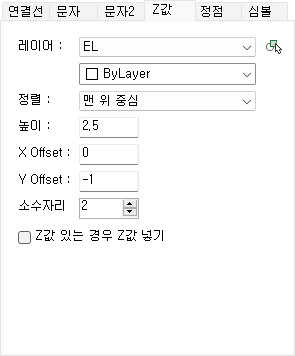 연결선 문자 문자2 Z값 정점 심볼
레이어 : EL
ByLayer
정렬 : 맨 위 중심
높이 : 2,5
X Offset : 0
Y Offset : -1
소수자리 2
Z값 있는 경우 Z값 넣기